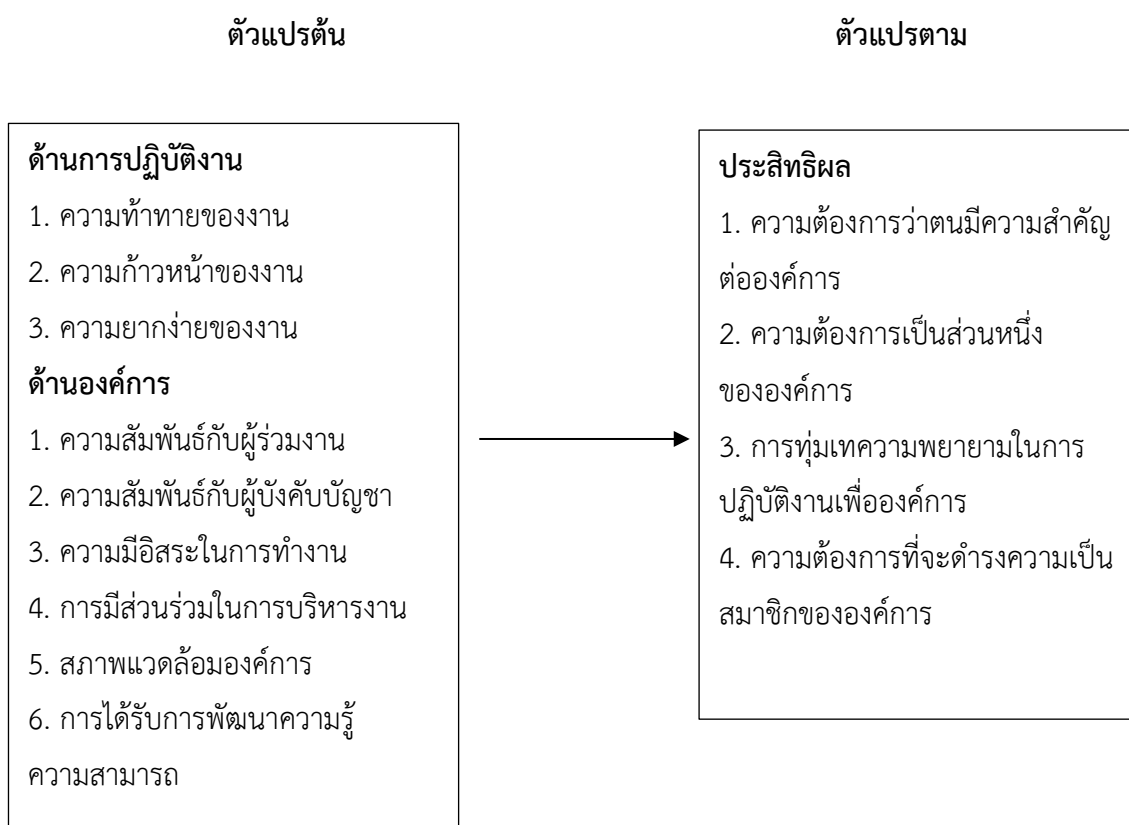 ตัวแปรต้น
ตัวแปรตาม
ด้านการปฏิบัติงาน
1. ความท้าทายของงาน
2. ความก้าวหน้าของงาน
3. ความยากง่ายของงาน
ด้านองค์การ
1. ความสัมพันธ์กับผู้ร่วมงาน
2. ความสัมพันธ์กับผู้บังคับบัญชา
3. ความมีอิสระในการทำงาน
4. การมีส่วนร่วมในการบริหารงาน
5. สภาพแวดล้อมองค์การ
6. การได้รับการพัฒนาความรู้
ความสามารถ
ประสิทธิผล
1. ความต้องการว่าตนมีความสำคัญ
ต่อองค์การ
2. ความต้องการเป็นส่วนหนึ่ง
ขององค์การ
3. การทุ่มเทความพยายามในการ
ปฏิบัติงานเพื่อองค์การ
4. ความต้องการที่จะดำรงความเป็น
สมาชิกขององค์การ